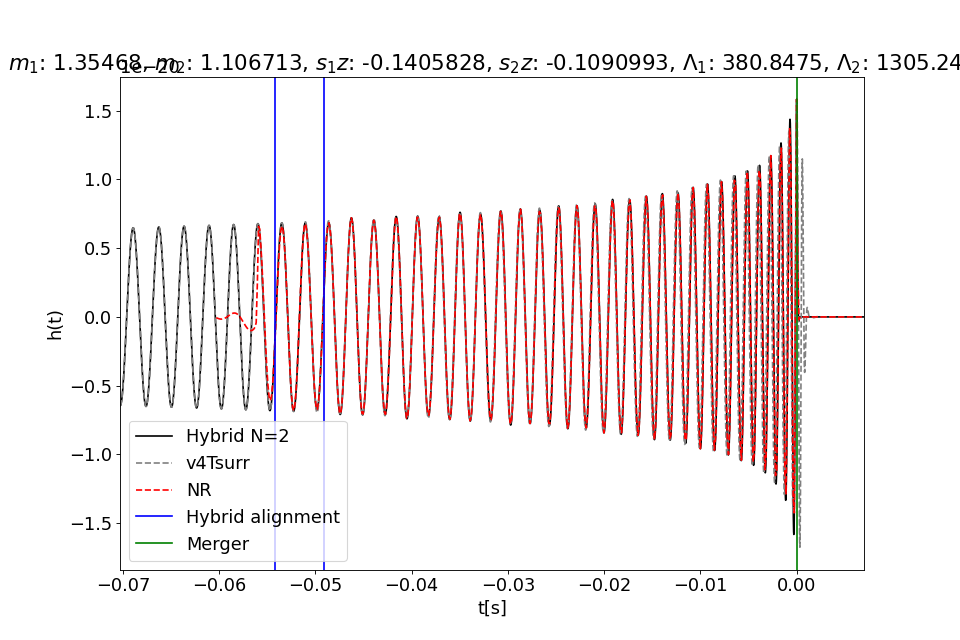 m₁: 1.35468, m₂: 1.106713, s₁z: -0.1405828, s₂z: -0.1090993, Λ₁: 380.8475, Λ₂: 1305.24
1e−20
1.5
1.0
0.5
0.0
−0.5
−1.0
−1.5
h(t)
Hybrid N=2
v4Tsurr
NR
Hybrid alignment
Merger
−0.07 −0.06 −0.05 −0.04 −0.03 −0.02 −0.01 0.00
t[s]